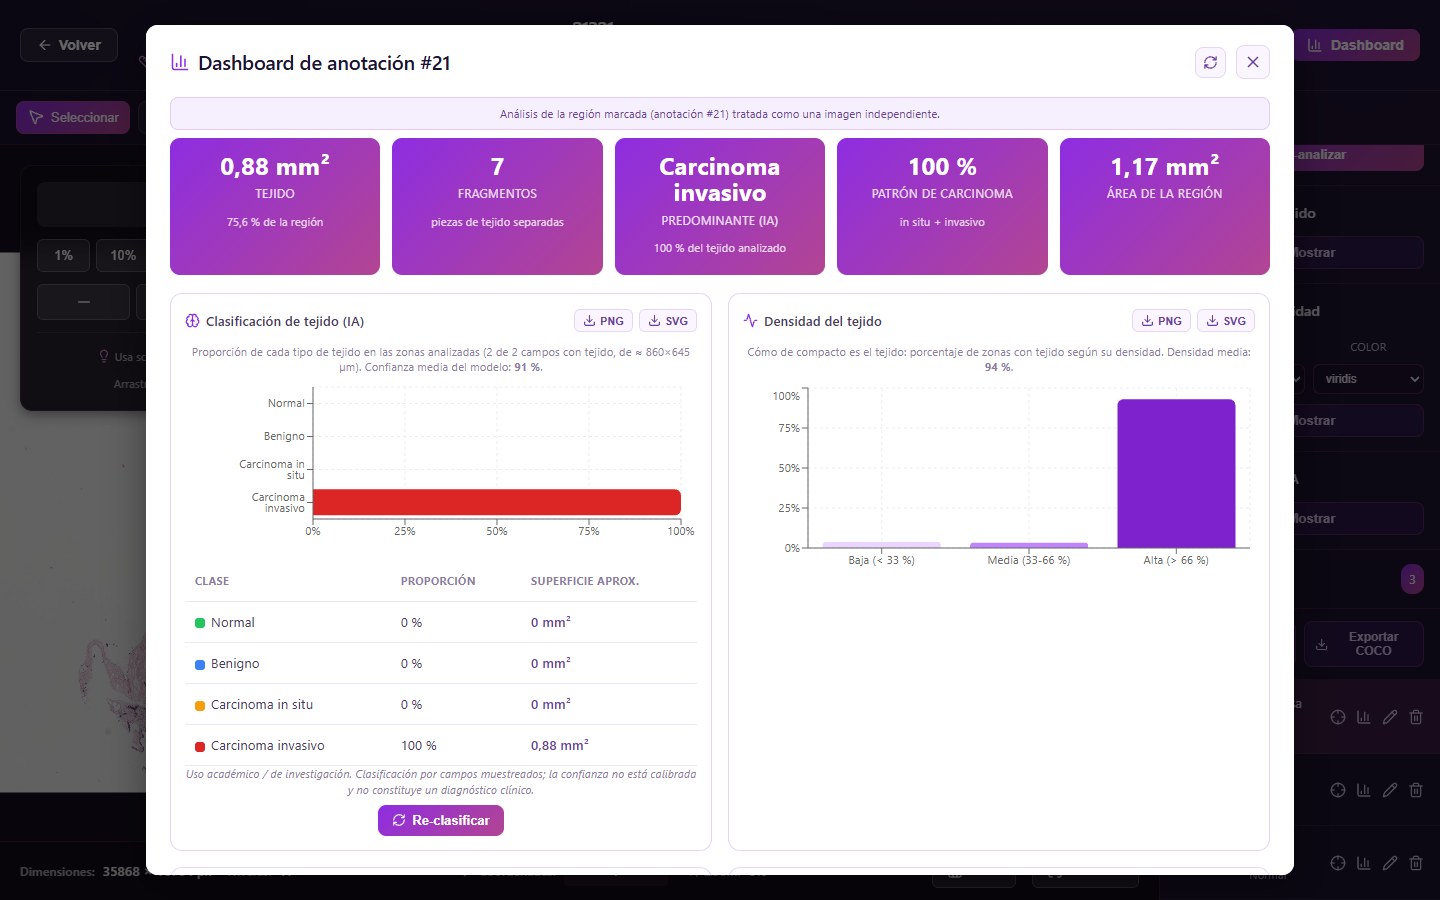 Volver
Dashboard
Seleccionar
Dashboard de anotación #21
Análisis de la región marcada (anotación #21) tratada como una imagen independiente.
0,88 mm²
TEJIDO
75,6 % de la región
7
FRAGMENTOS
piezas de tejido separadas
Carcinoma
invasivo
PREDOMINANTE (IA)
100 % del tejido analizado
100 %
PATRÓN DE CARCINOMA
in situ + invasivo
1,17 mm²
ÁREA DE LA REGIÓN
1%
10%
Clasificación de tejido (IA)
PNG
SVG
Proporción de cada tipo de tejido en las zonas analizadas (2 de 2 campos con tejido, de ≈ 860×645
µm). Confianza media del modelo: 91 %.
Normal
Benigno
Carcinoma in
situ
Carcinoma
invasivo
0%
25%
50%
75%
100%
CLASE
PROPORCIÓN
SUPERFICIE APROX.
Normal
0 %
0 mm²
Benigno
0 %
0 mm²
Carcinoma in situ
0 %
0 mm²
Carcinoma invasivo
100 %
0,88 mm²
Uso académico / de investigación. Clasificación por campos muestreados; la confianza no está calibrada
y no constituye un diagnóstico clínico.
Re-clasificar
Densidad del tejido
PNG
SVG
Cómo de compacto es el tejido: porcentaje de zonas con tejido según su densidad. Densidad media:
94 %.
100%
75%
50%
25%
0%
Baja (< 33 %)
Media (33-66 %)
Alta (> 66 %)
-analizar
COLOR
viridis
3
Exportar
COCO
Dimensiones: 35868